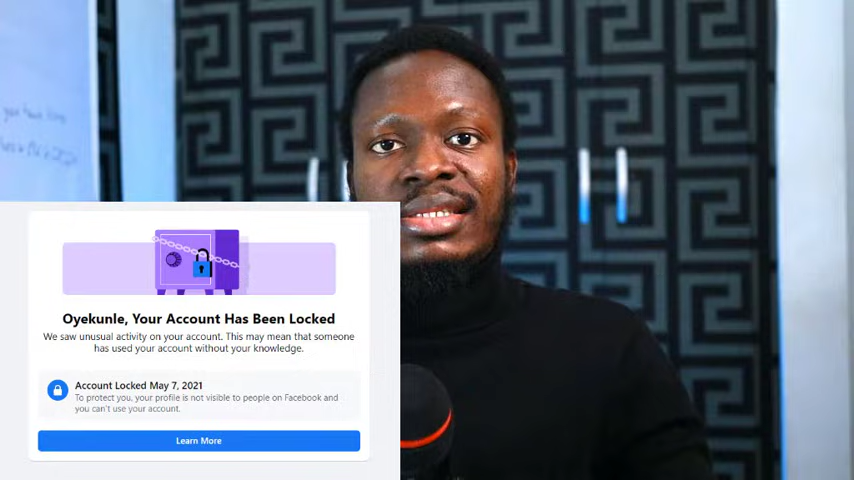 Oyekunle, Your Account Has Been Locked
We saw unusual activity on your account. This may mean that someone
has used your account without your knowledge.
Account Locked May 7, 2021
To protect you, your profile is not visible to people on Facebook and
you can't use your account.
Learn More